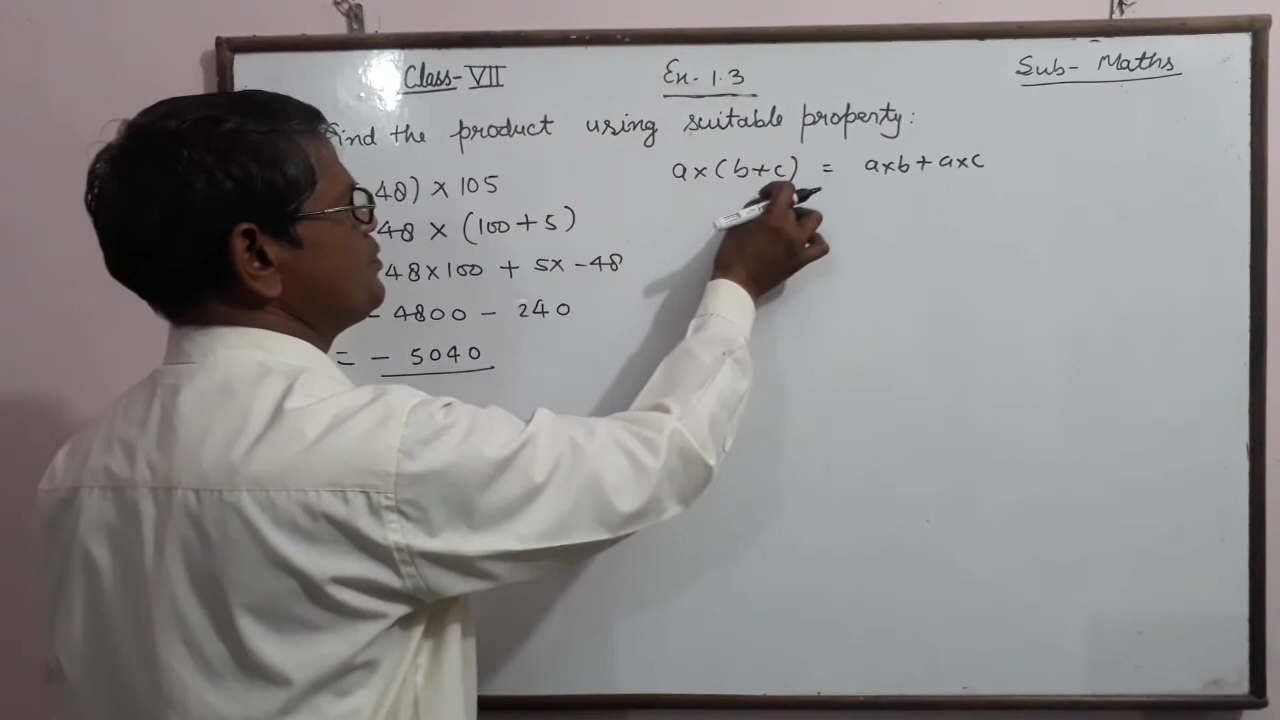 Class-VII
Ex. 1.3
Sub- Maths
Find the product using suitable property:
48) × 105
a×(b+c) = a×b+a×c
48 × (100+5)
48×100 + 5×-48
- 4800 - 240
= - 5040